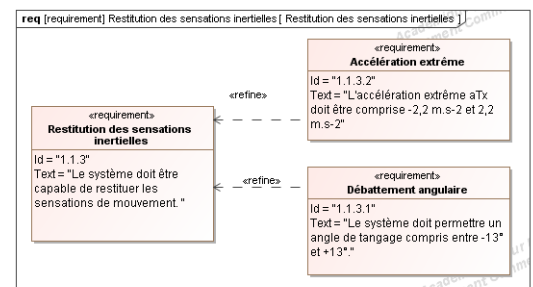 req [requirement] Restitution des sensations inertielles [ Restitution des sensations inertielles ]
«requirement»
Accélération extrême
Id = "1.1.3.2"
Text = "L'accélération extrême aTx
doit être comprise -2,2 m.s-2 et 2,2
m.s-2"
«refine»
«requirement»
Restitution des sensations
inertielles
Id = "1.1.3"
Text = "Le système doit être
capable de restituer les
sensations de mouvement. "
«refine»
«requirement»
Débattement angulaire
Id = "1.1.3.1"
Text = "Le système doit permettre un
angle de tangage compris entre -13°
et +13°."